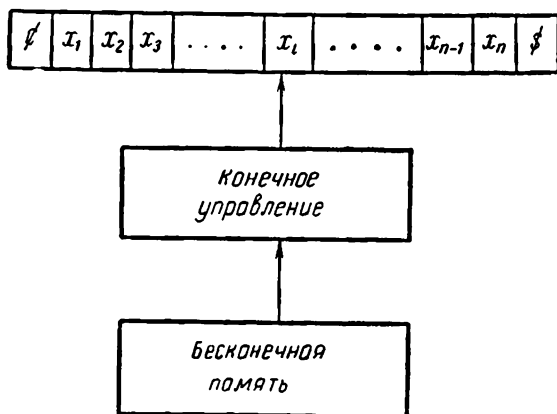 ¢ x₁ x₂ x₃ .... xᵢ .... xₙ₋₁ xₙ $
Конечное
управление
Бесконечная
память